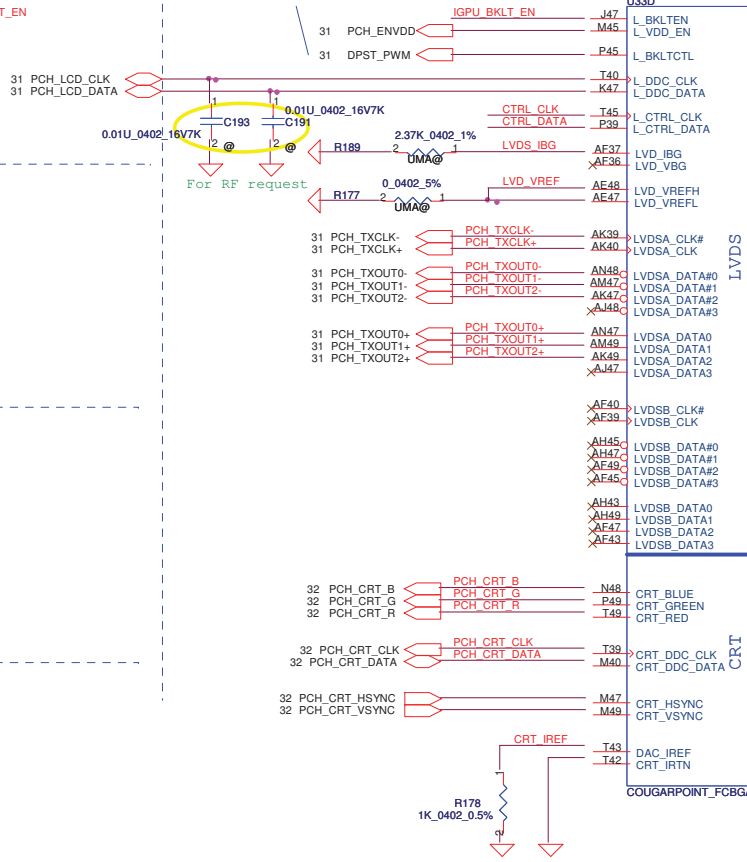 T_EN
U33D
IGPU_BKLT_EN J47 L_BKLTEN
31 PCH_ENVDD M45 L_VDD_EN
31 DPST_PWM P45 L_BKLTCTL
31 PCH_LCD_CLK T40 L_DDC_CLK
31 PCH_LCD_DATA K47 L_DDC_DATA
1 1
0.01U_0402_16V7K CTRL_CLK T45 L_CTRL_CLK
C193 C191 CTRL_DATA P39 L_CTRL_DATA
0.01U_0402_16V7K 2.37K_0402_1%
2 @ 2 @ R189 2 1 LVDS_IBG AF37 LVD_IBG
UMA@ AF36 LVD_VBG
For RF request
0_0402_5% LVD_VREF AE48 LVD_VREFH
R177 2 1 AE47 LVD_VREFL
UMA@
31 PCH_TXCLK- PCH_TXCLK- AK39 LVDSA_CLK#
31 PCH_TXCLK+ PCH_TXCLK+ AK40 LVDSA_CLK
LVDS
31 PCH_TXOUT0- PCH_TXOUT0- AN48 LVDSA_DATA#0
31 PCH_TXOUT1- PCH_TXOUT1- AM47 LVDSA_DATA#1
31 PCH_TXOUT2- PCH_TXOUT2- AK47 LVDSA_DATA#2
AJ48 LVDSA_DATA#3
31 PCH_TXOUT0+ PCH_TXOUT0+ AN47 LVDSA_DATA0
31 PCH_TXOUT1+ PCH_TXOUT1+ AM49 LVDSA_DATA1
31 PCH_TXOUT2+ PCH_TXOUT2+ AK49 LVDSA_DATA2
AJ47 LVDSA_DATA3
AF40 LVDSB_CLK#
AF39 LVDSB_CLK
AH45 LVDSB_DATA#0
AH47 LVDSB_DATA#1
AF49 LVDSB_DATA#2
AF45 LVDSB_DATA#3
AH43 LVDSB_DATA0
AH49 LVDSB_DATA1
AF47 LVDSB_DATA2
AF43 LVDSB_DATA3
32 PCH_CRT_B PCH_CRT_B N48 CRT_BLUE
32 PCH_CRT_G PCH_CRT_G P49 CRT_GREEN
32 PCH_CRT_R PCH_CRT_R T49 CRT_RED
CRT
32 PCH_CRT_CLK PCH_CRT_CLK T39 CRT_DDC_CLK
32 PCH_CRT_DATA PCH_CRT_DATA M40 CRT_DDC_DATA
32 PCH_CRT_HSYNC M47 CRT_HSYNC
32 PCH_CRT_VSYNC M49 CRT_VSYNC
CRT_IREF T43 DAC_IREF
T42 CRT_IRTN
1
COUGARPOINT_FCBGA
R178
1K_0402_0.5%
2